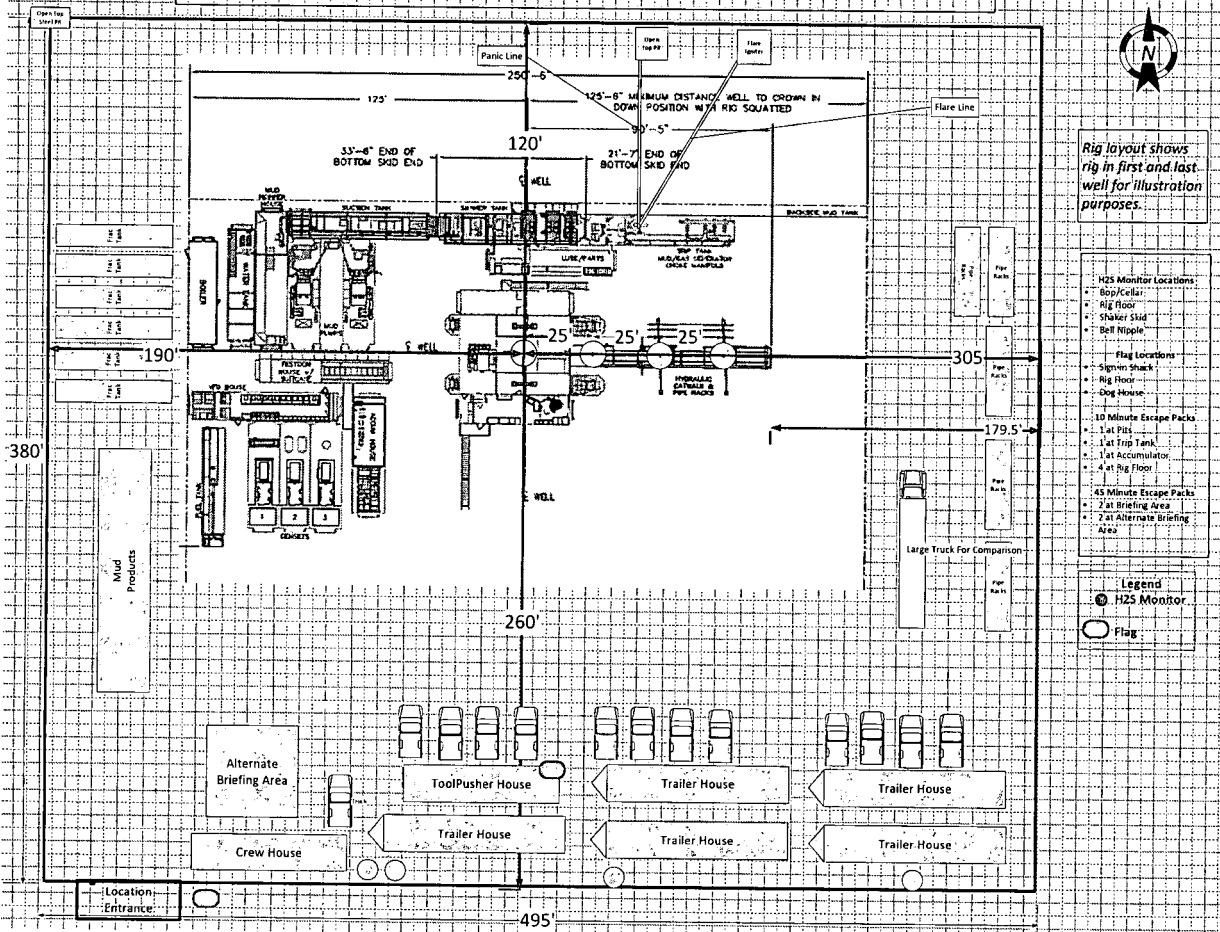 Open Top
Steel Pit
Panic Line
Open
Top Pit
Flare
Igniter
N
250'-6"
125'
125'-6" MINIMUM DISTANCE WELL TO CROWN IN
DOWN POSITION WITH RIG SQUATTED
Flare Line
90'-5"
120'
33'-6" END OF
BOTTOM SKID END
21'-7" END OF
BOTTOM SKID END
Rig layout shows
rig in first and last
well for illustration
purposes.
WELL
SUCTION TANK
BACKSIDE MUD TANK
LUBE/PARTS
TRIP TANK
MUD/GAS SEPARATOR
CHOKE MANIFOLD
Frac
Tank
Frac
Tank
Frac
Tank
Frac
Tank
Frac
Tank
Frac
Tank
BOILER
WATER TANK
MUD
PUMPS
Pipe
Racks
Pipe
Racks
H2S Monitor Locations
• Bop/Cellar
• Rig Floor
• Shaker Skid
• Bell Nipple
Flag Locations
• Sign-in Shack
• Rig Floor
• Dog House
10 Minute Escape Packs
• 1 at Pits
• 1 at Trip Tank
• 1 at Accumulator
• 4 at Rig Floor
45 Minute Escape Packs
• 2 at Briefing Area
• 2 at Alternate Briefing
Area
190'
WELL
25'
25'
25'
305
HYDRAULIC
CATWALK &
PIPE RACKS
Pipe
Racks
VFD HOUSE
179.5'
380'
FUEL TANK
WELL
1
2
3
GENSETS
Pipe
Racks
Large Truck For Comparison
Pipe
Racks
Mud
Products
Legend
H2S Monitor
Flag
260'
Alternate
Briefing Area
Truck
ToolPusher House
Trailer House
Trailer House
Trailer House
Trailer House
Trailer House
Crew House
Location
Entrance
495'